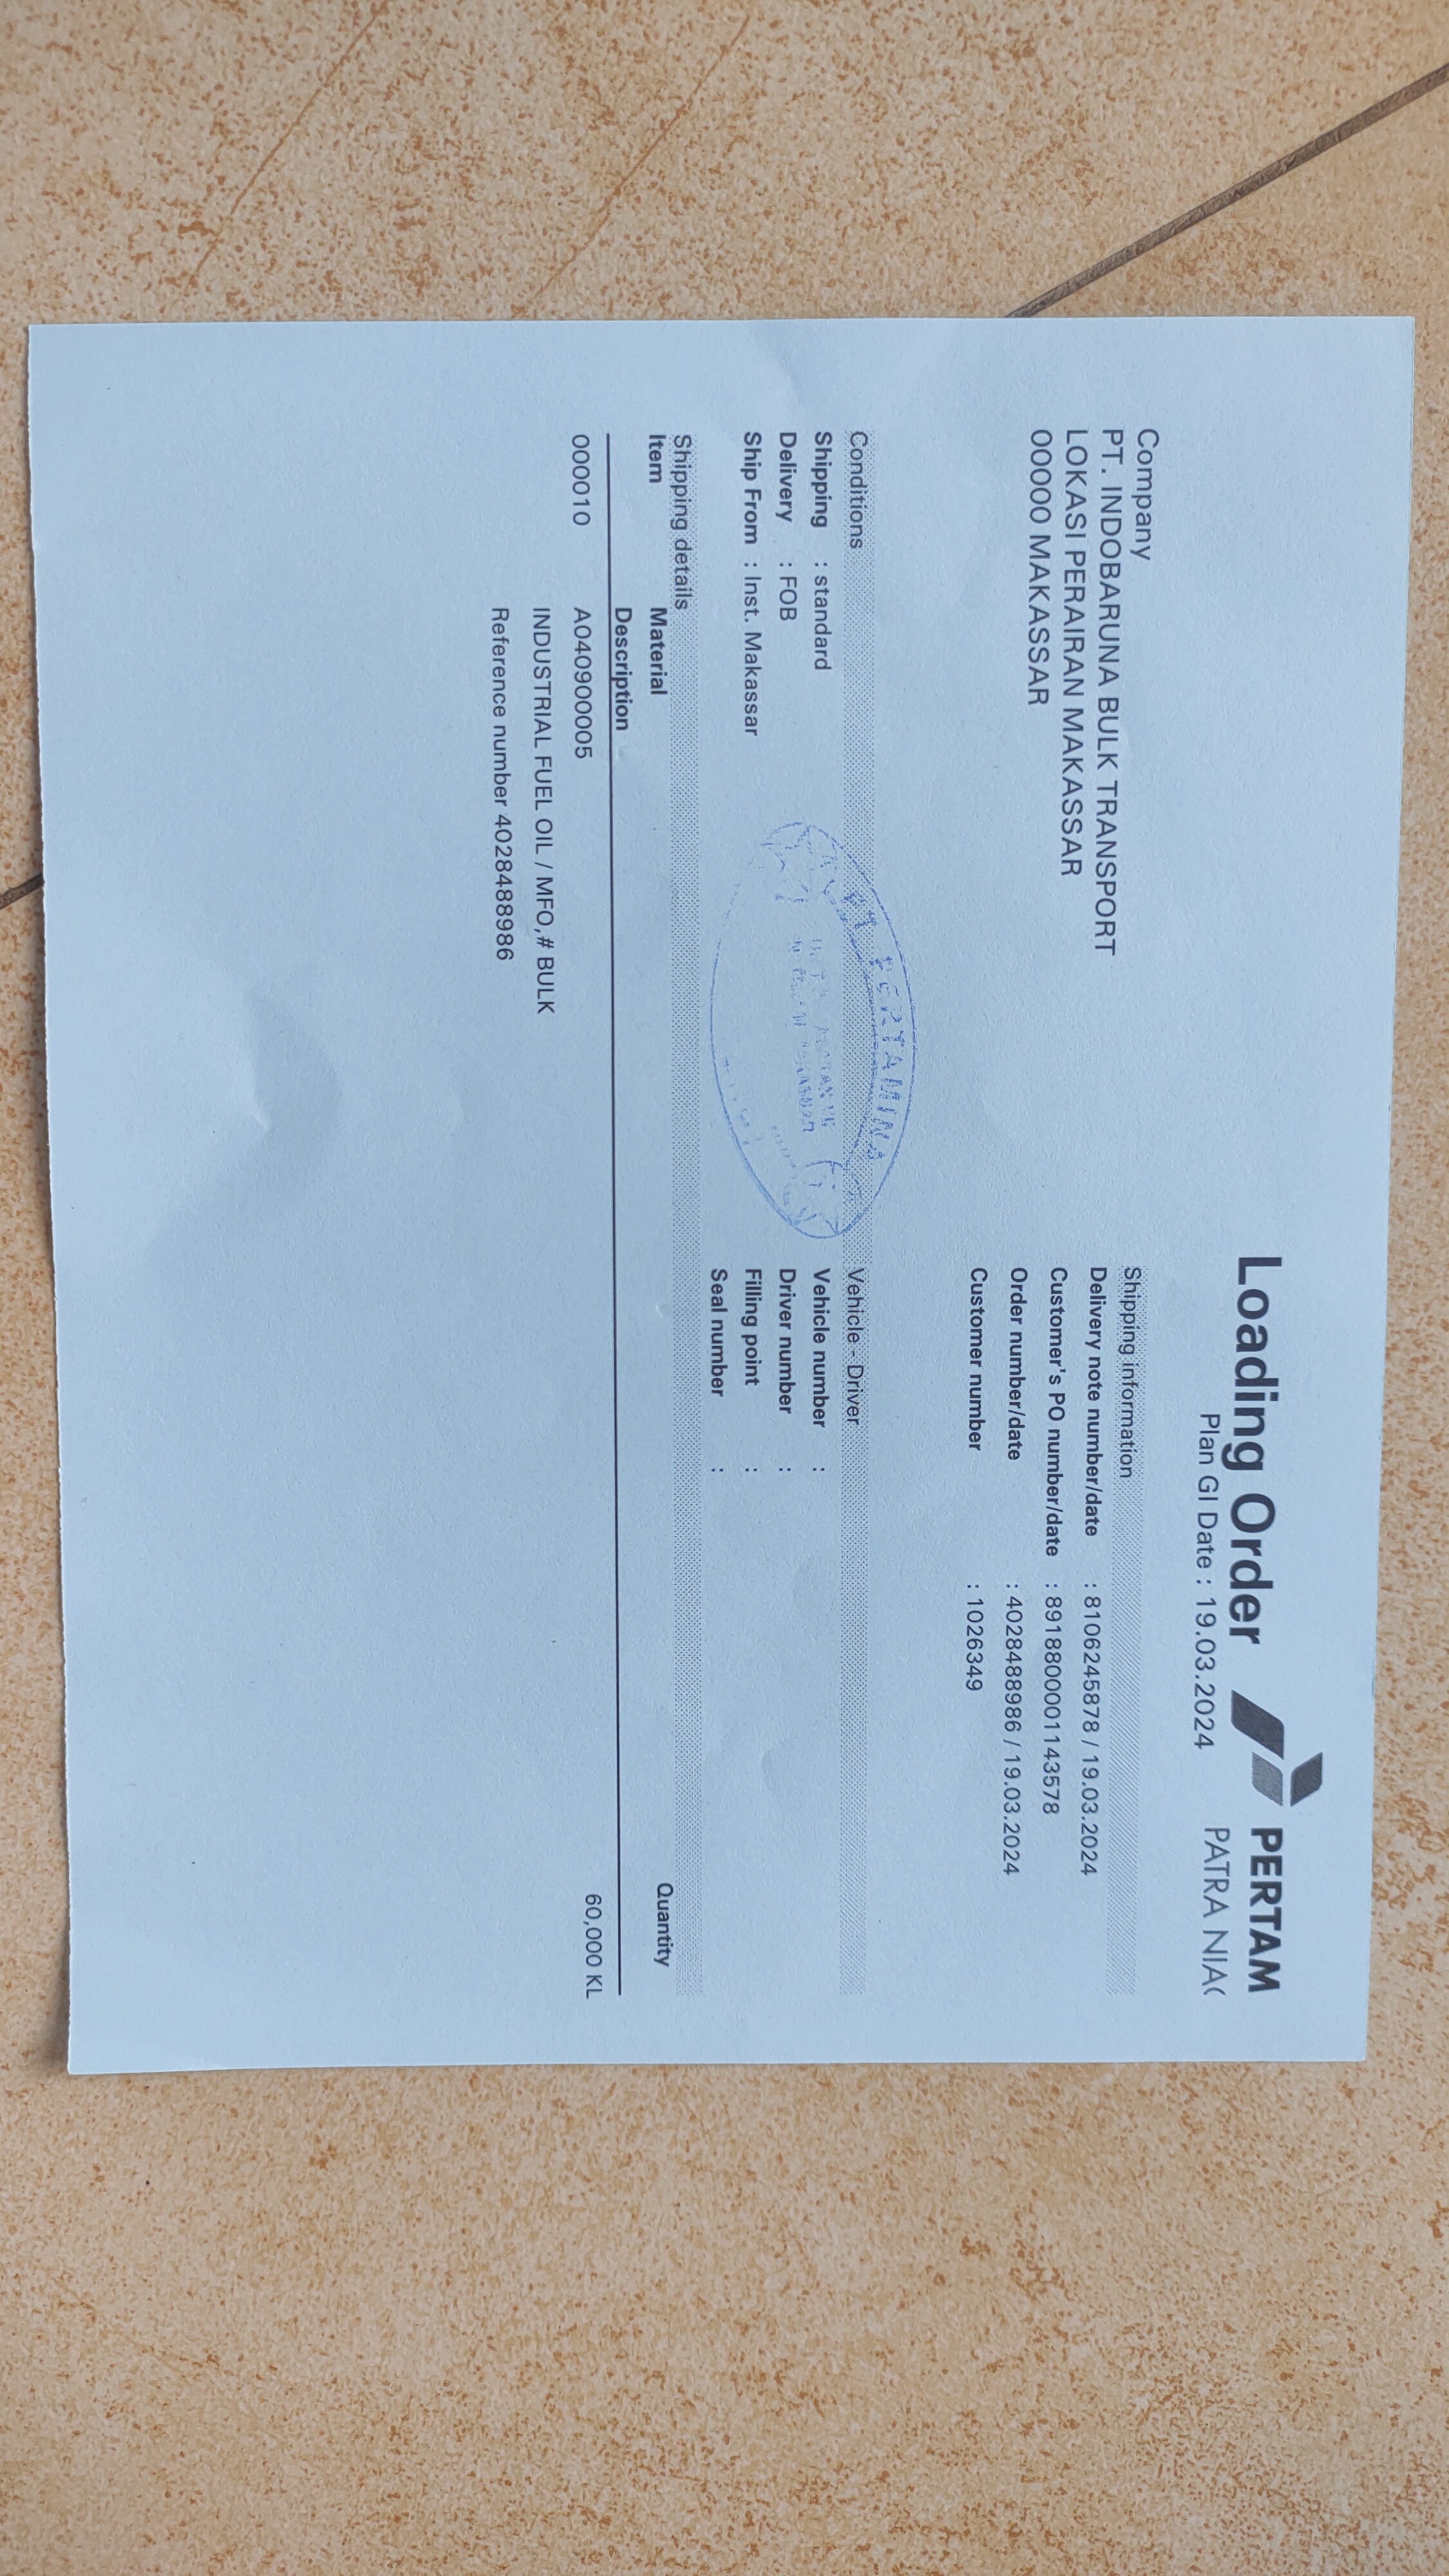 Loading Order
Plan GI Date : 19.03.2024
PERTAM
PATRA NIA
Company
PT. INDOBARUNA BULK TRANSPORT
LOKASI PERAIRAN MAKASSAR
00000 MAKASSAR
Shipping information
Delivery note number/date : 8106245878 / 19.03.2024
Customer's PO number/date : 8918800001143578
Order number/date : 4028488986 / 19.03.2024
Customer number : 1026349
Conditions
Shipping : standard
Delivery : FOB
Ship From : Inst. Makassar
PT PERTAMINA
Vehicle - Driver
Vehicle number :
Driver number :
Filling point :
Seal number :
Shipping details
Item Material Quantity
Description
000010 A040900005 60,000 KL
INDUSTRIAL FUEL OIL / MFO,# BULK
Reference number 4028488986